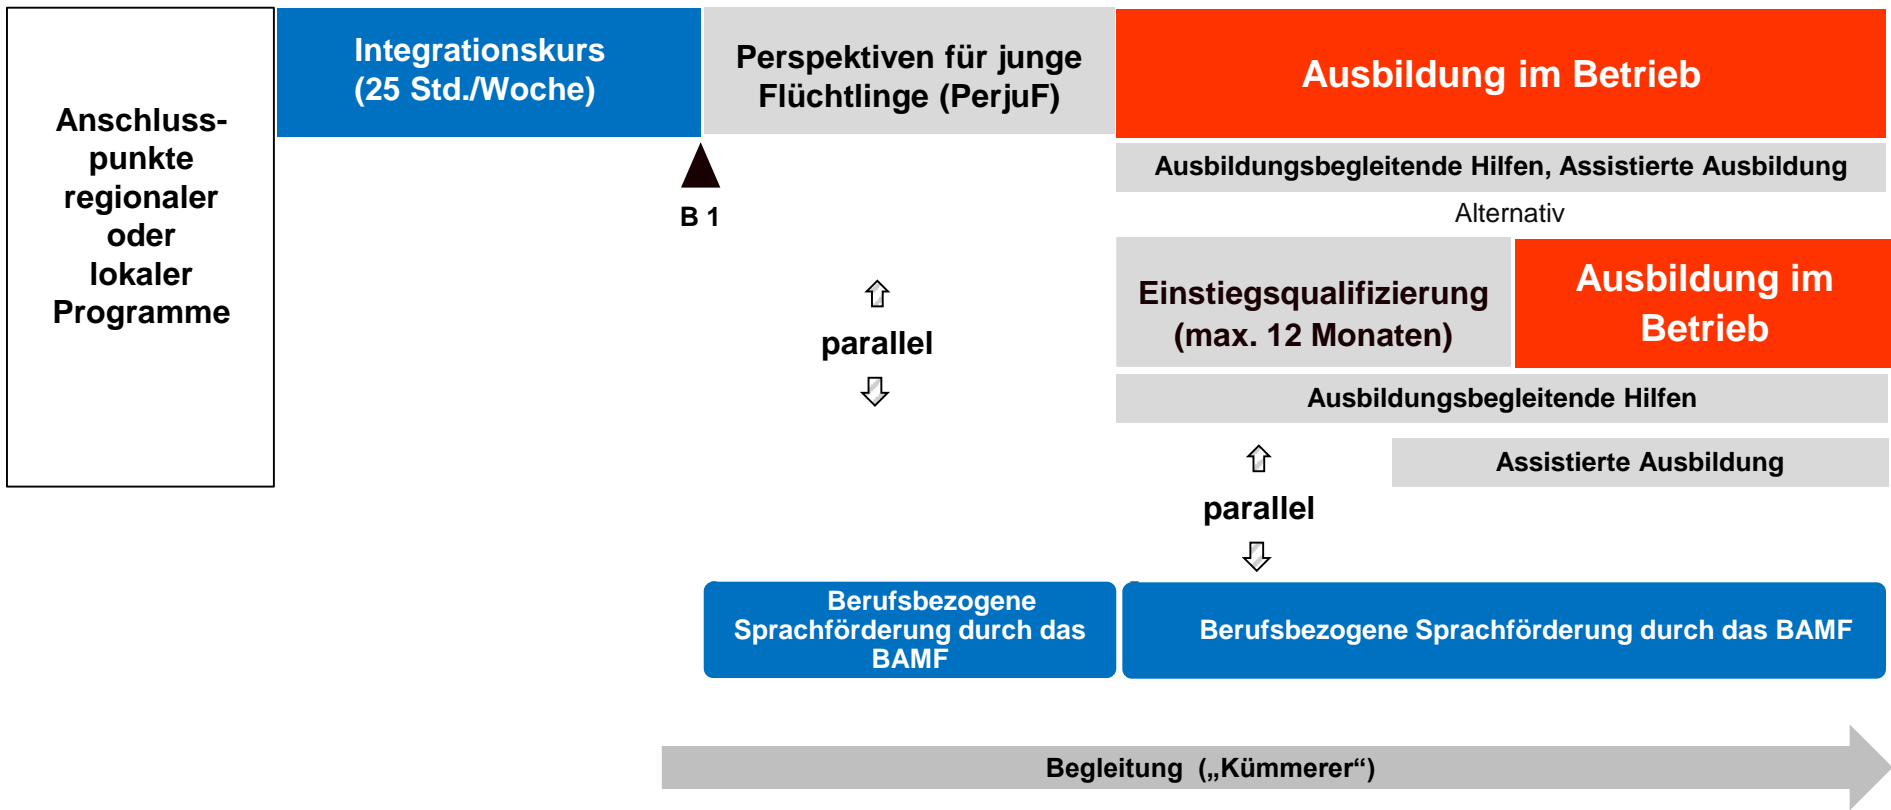 Anschluss-
punkte
regionaler
oder
lokaler
Programme
Integrationskurs
(25 Std./Woche)
Perspektiven für junge
Flüchtlinge (PerjuF)
Ausbildung im Betrieb
Ausbildungsbegleitende Hilfen, Assistierte Ausbildung
B 1
Alternativ
parallel
Einstiegsqualifizierung
(max. 12 Monaten)
Ausbildung im
Betrieb
Ausbildungsbegleitende Hilfen
Assistierte Ausbildung
parallel
Berufsbezogene
Sprachförderung durch das
BAMF
Berufsbezogene Sprachförderung durch das BAMF
Begleitung („Kümmerer“)